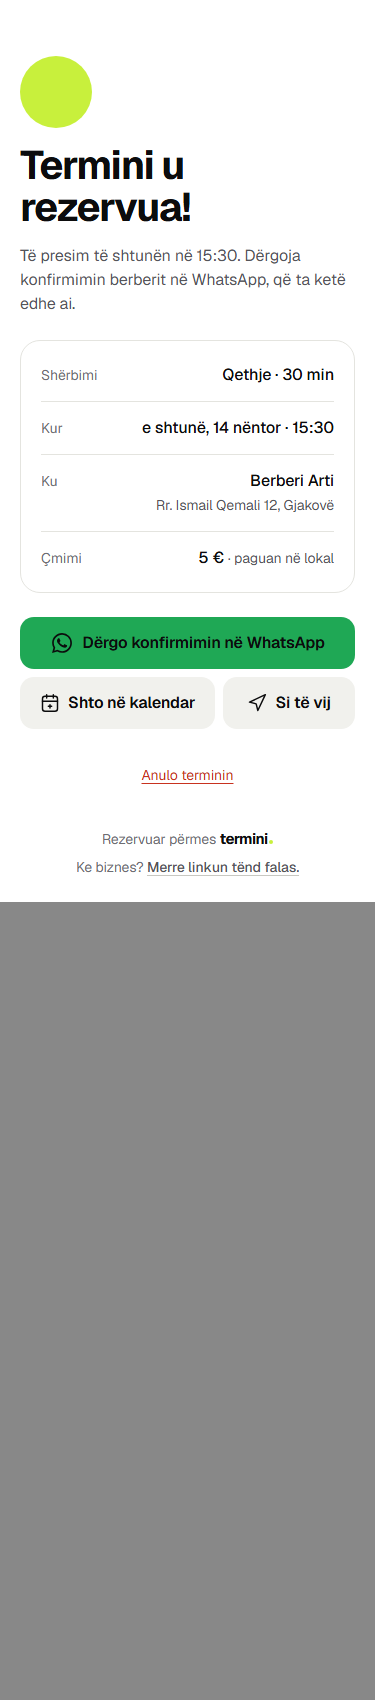 Termini u
rezervua!
Të presim të shtunën në 15:30. Dërgoja
konfirmimin berberit në WhatsApp, që ta ketë
edhe ai.
Shërbimi Qethje · 30 min
Kur e shtunë, 14 nëntor · 15:30
Ku Berberi Arti
Rr. Ismail Qemali 12, Gjakovë
Çmimi 5 € · paguan në lokal
Dërgo konfirmimin në WhatsApp
Shto në kalendar Si të vij
Anulo terminin
Rezervuar përmes termini.
Ke biznes? Merre linkun tënd falas.